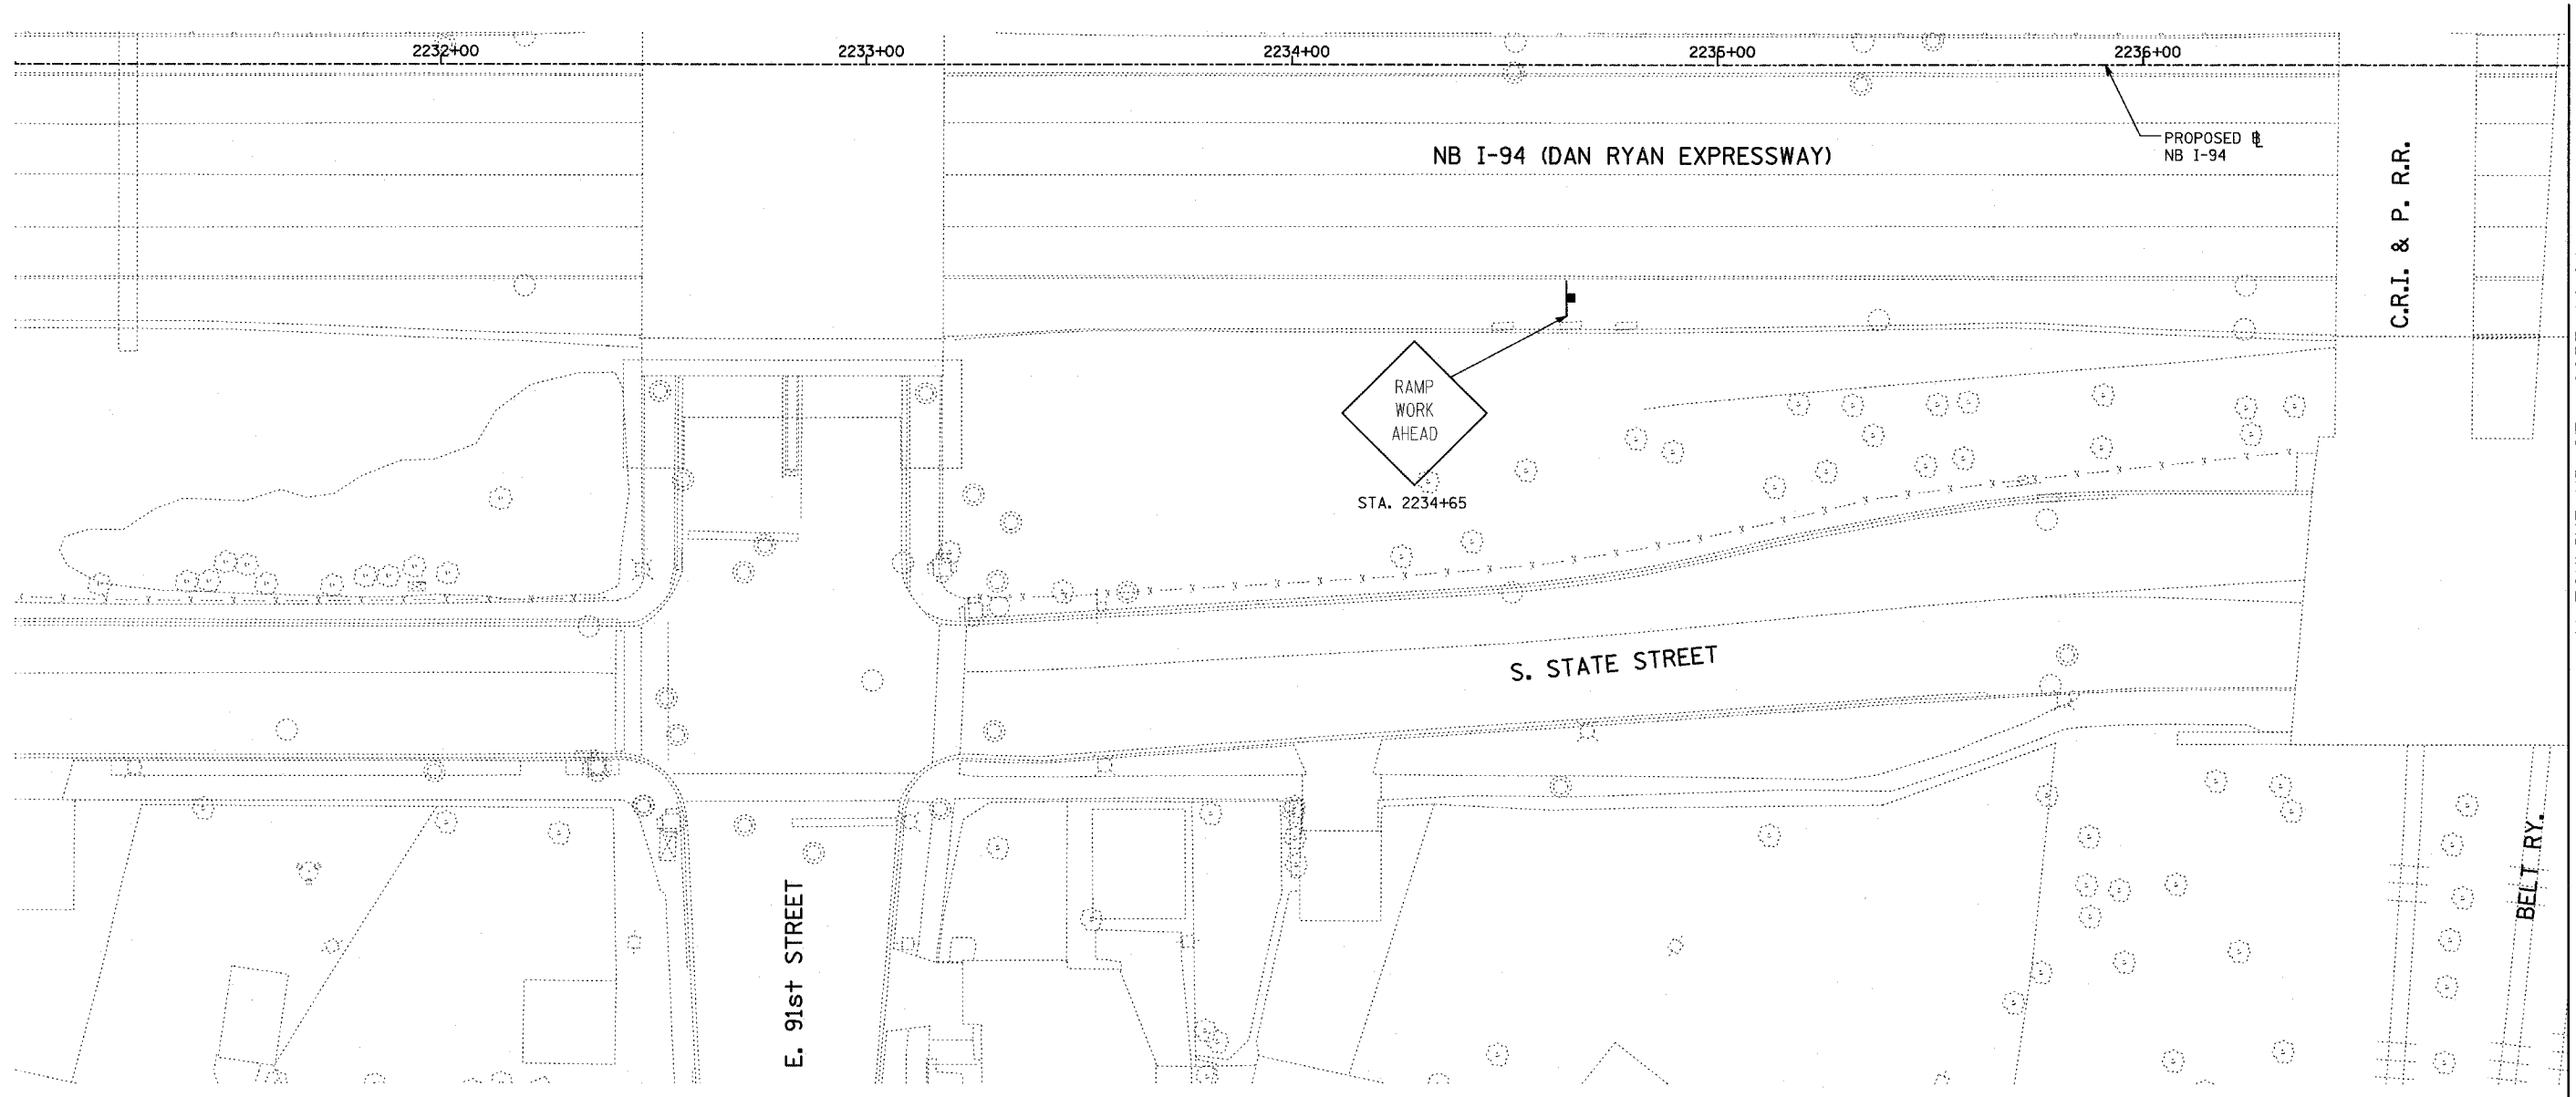 2232+00
2233+00
2234+00
2235+00
2236+00
PROPOSED ℄
NB I-94
NB I-94 (DAN RYAN EXPRESSWAY)
C.R.I. & P. R.R.
RAMP
WORK
AHEAD
STA. 2234+65
S. STATE STREET
E. 91st STREET
BELT RY.